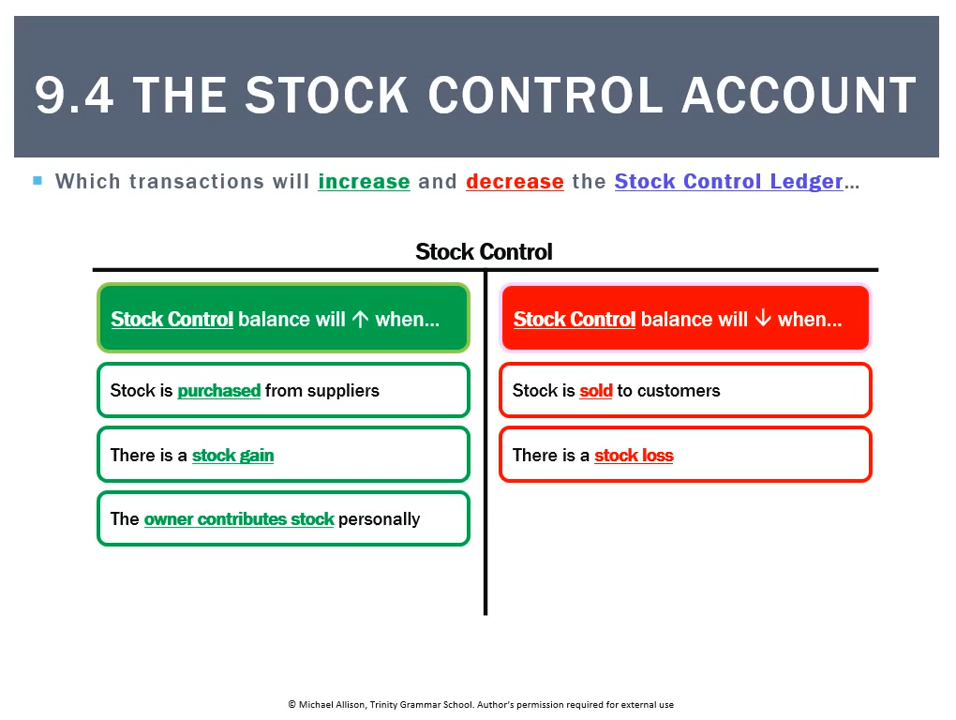 9.4 THE STOCK CONTROL ACCOUNT
Which transactions will increase and decrease the Stock Control Ledger...
Stock Control
Stock Control balance will ↑ when...
Stock Control balance will ↓ when...
Stock is purchased from suppliers
Stock is sold to customers
There is a stock gain
There is a stock loss
The owner contributes stock personally
© Michael Allison, Trinity Grammar School. Author's permission required for external use